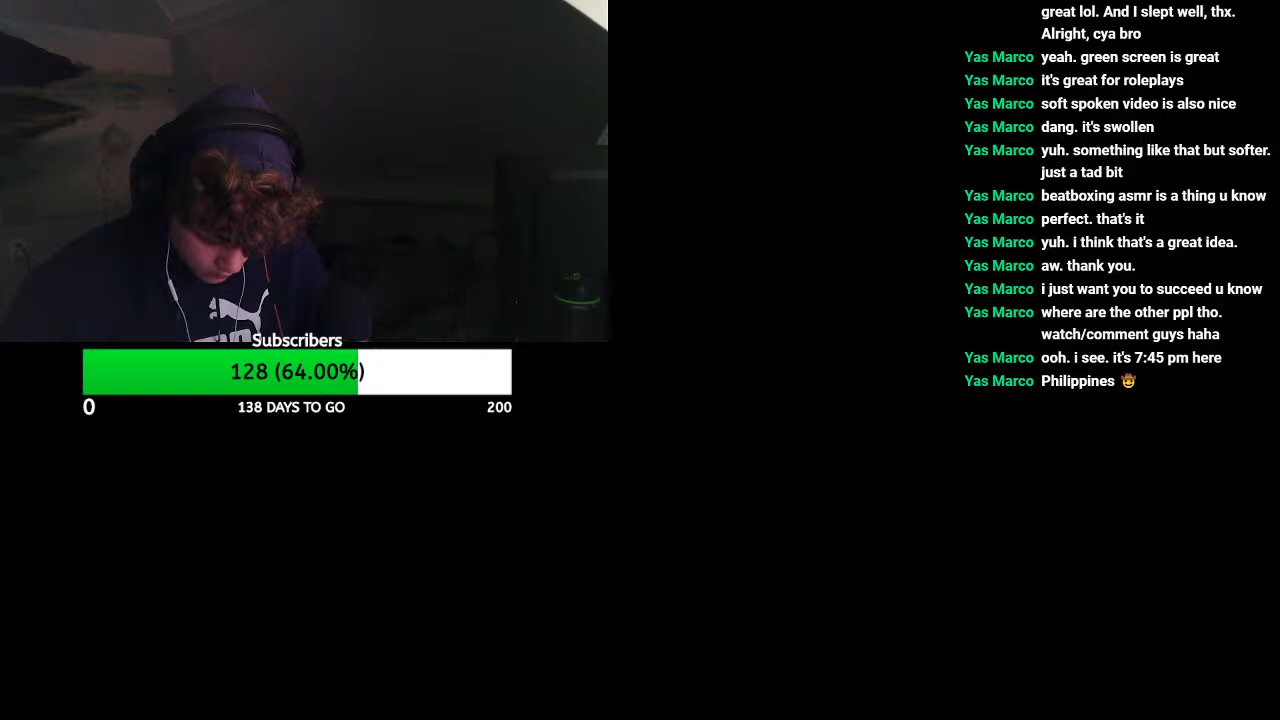 great lol. And I slept well, thx.
Alright, cya bro
Yas Marco yeah. green screen is great
Yas Marco it's great for roleplays
Yas Marco soft spoken video is also nice
Yas Marco dang. it's swollen
Yas Marco yuh. something like that but softer.
just a tad bit
Yas Marco beatboxing asmr is a thing u know
Yas Marco perfect. that's it
Yas Marco yuh. i think that's a great idea.
Yas Marco aw. thank you.
Yas Marco i just want you to succeed u know
Yas Marco where are the other ppl tho.
watch/comment guys haha
Yas Marco ooh. i see. it's 7:45 pm here
Yas Marco Philippines 🤠
Subscribers
128 (64.00%)
0 138 DAYS TO GO 200